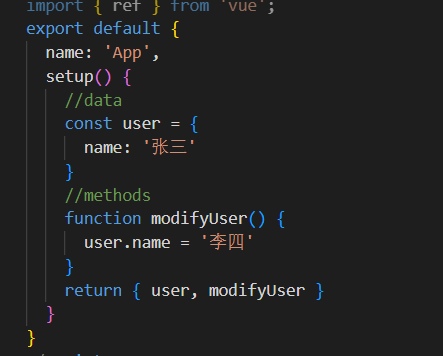 import { ref } from 'vue';
export default {
  name: 'App',
  setup() {
    //data
    const user = {
      name: '张三'
    }
    //methods
    function modifyUser() {
      user.name = '李四'
    }
    return { user, modifyUser }
  }
}